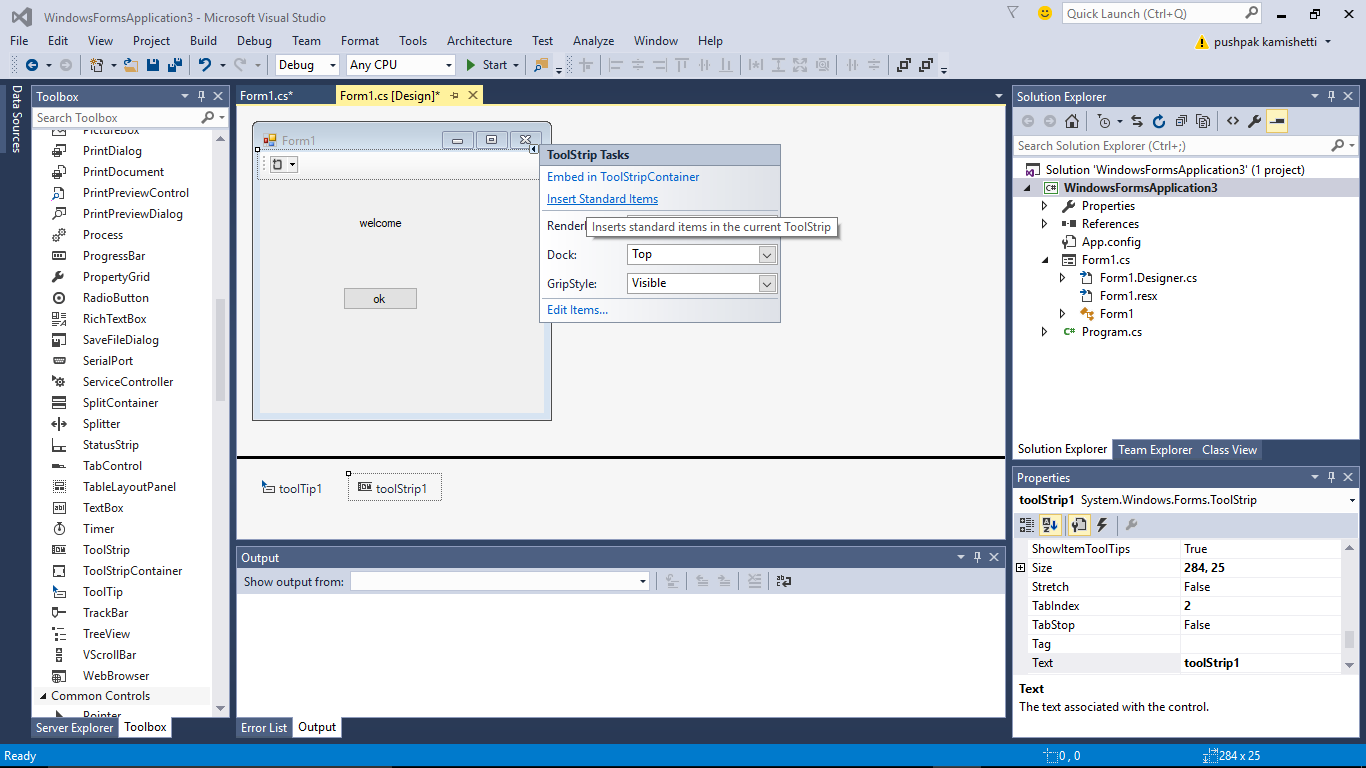 WindowsFormsApplication3 - Microsoft Visual Studio
Quick Launch (Ctrl+Q)
File Edit View Project Build Debug Team Format Tools Architecture Test Analyze Window Help
pushpak kamishetti
Debug Any CPU Start
Data Sources
Toolbox
Search Toolbox
PictureBox
PrintDialog
PrintDocument
PrintPreviewControl
PrintPreviewDialog
Process
ProgressBar
PropertyGrid
RadioButton
RichTextBox
SaveFileDialog
SerialPort
ServiceController
SplitContainer
Splitter
StatusStrip
TabControl
TableLayoutPanel
TextBox
Timer
ToolStrip
ToolStripContainer
ToolTip
TrackBar
TreeView
VScrollBar
WebBrowser
Common Controls
Pointer
Server Explorer Toolbox
Form1.cs* Form1.cs [Design]*
Form1
welcome
ok
ToolStrip Tasks
Embed in ToolStripContainer
Insert Standard Items
Inserts standard items in the current ToolStrip
Dock: Top
GripStyle: Visible
Edit Items...
toolTip1 toolStrip1
Output
Show output from:
Error List Output
Solution Explorer
Search Solution Explorer (Ctrl+;)
Solution 'WindowsFormsApplication3' (1 project)
C# WindowsFormsApplication3
Properties
References
App.config
Form1.cs
Form1.Designer.cs
Form1.resx
Form1
C# Program.cs
Solution Explorer Team Explorer Class View
Properties
toolStrip1 System.Windows.Forms.ToolStrip
ShowItemToolTips True
Size 284, 25
Stretch False
TabIndex 2
TabStop False
Tag
Text toolStrip1
Text
The text associated with the control.
Ready 0 , 0 284 x 25